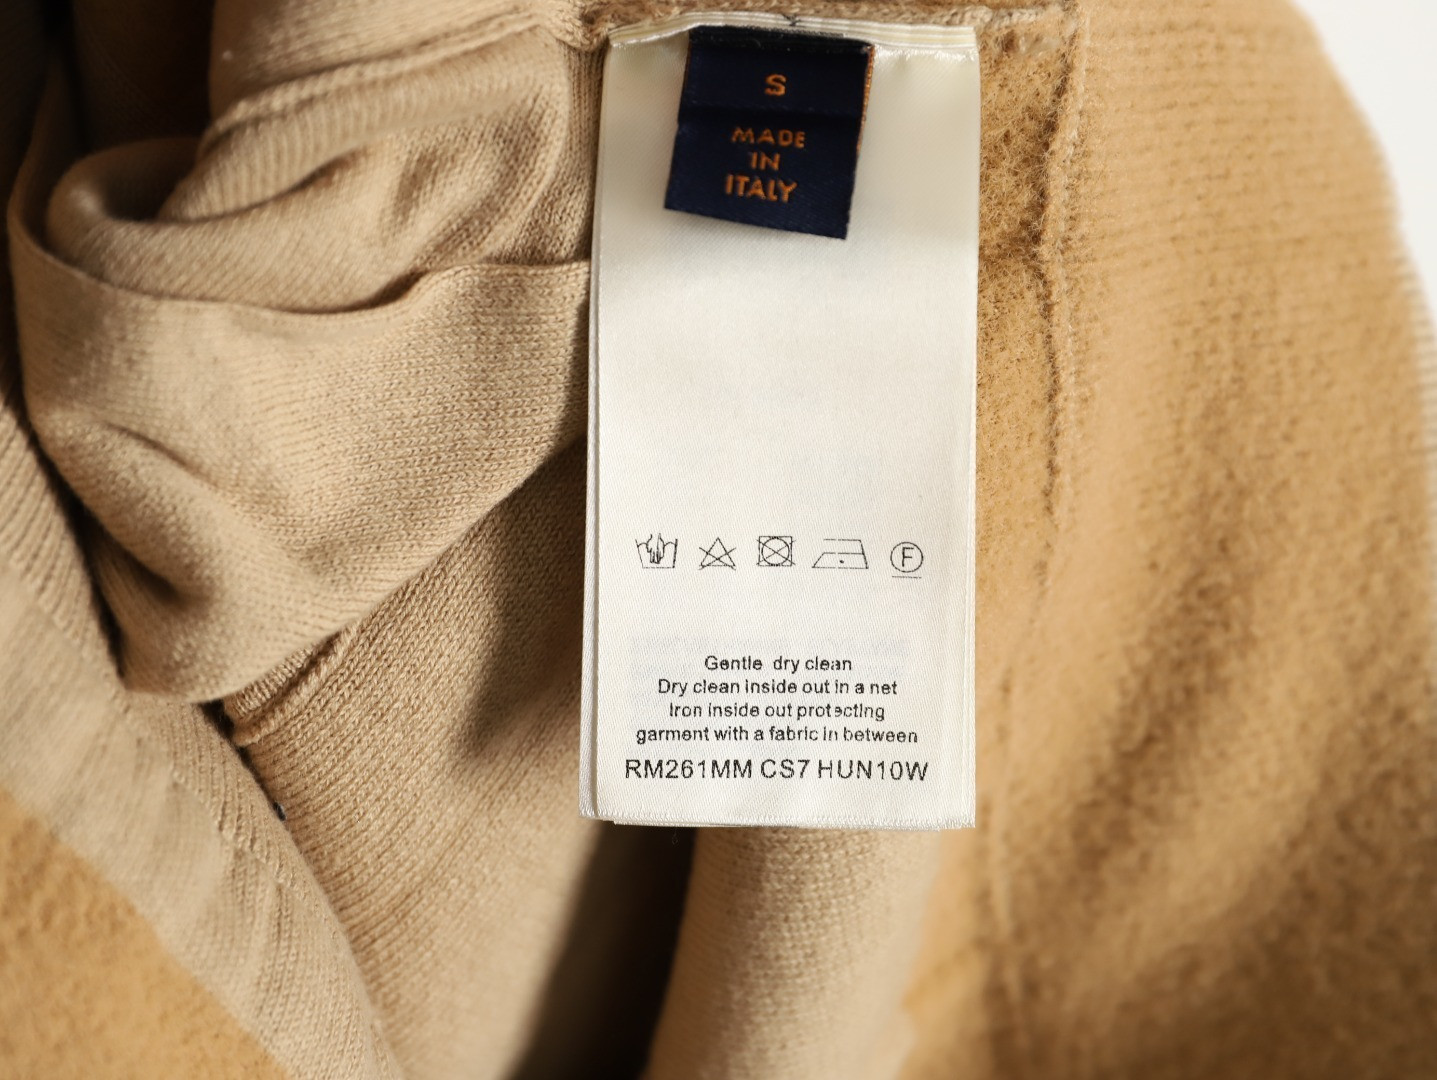 S
MADE
IN
ITALY
F
Gentle dry clean
Dry clean inside out in a net
Iron inside out protecting
garment with a fabric in between
RM261MM CS7 HUN10W